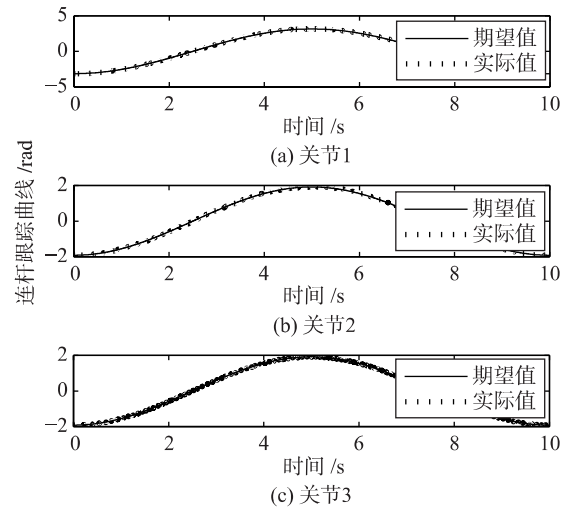 连杆跟踪曲线 /rad
5
0
−5
期望值
实际值
0 2 4 6 8 10
时间 /s
(a) 关节1
2
0
−2
期望值
实际值
0 2 4 6 8 10
时间 /s
(b) 关节2
2
0
−2
期望值
实际值
0 2 4 6 8 10
时间 /s
(c) 关节3